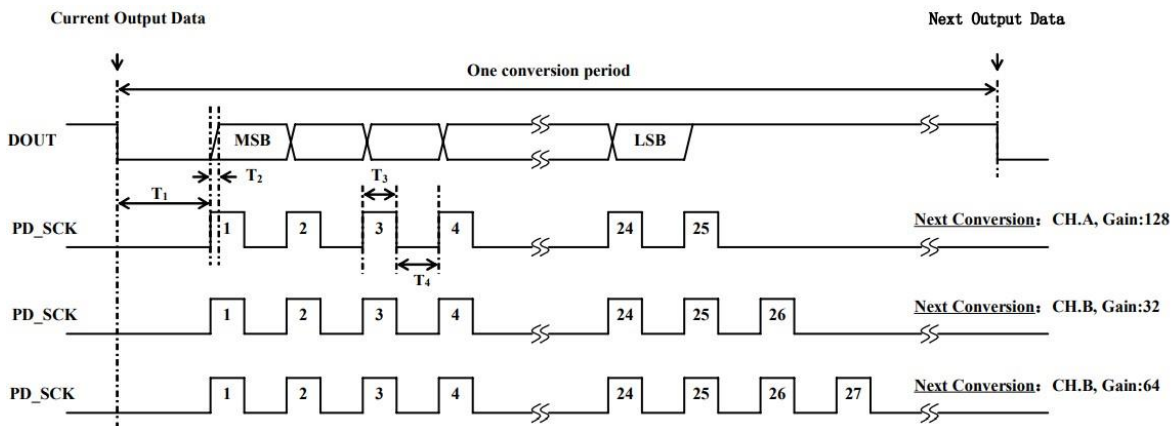 Current Output Data
Next Output Data
One conversion period
DOUT
MSB
LSB
T2
T3
T1
PD_SCK
1 2 3 4 24 25
Next Conversion： CH.A, Gain:128
T4
PD_SCK
1 2 3 4 24 25 26
Next Conversion： CH.B, Gain:32
PD_SCK
1 2 3 4 24 25 26 27
Next Conversion： CH.B, Gain:64